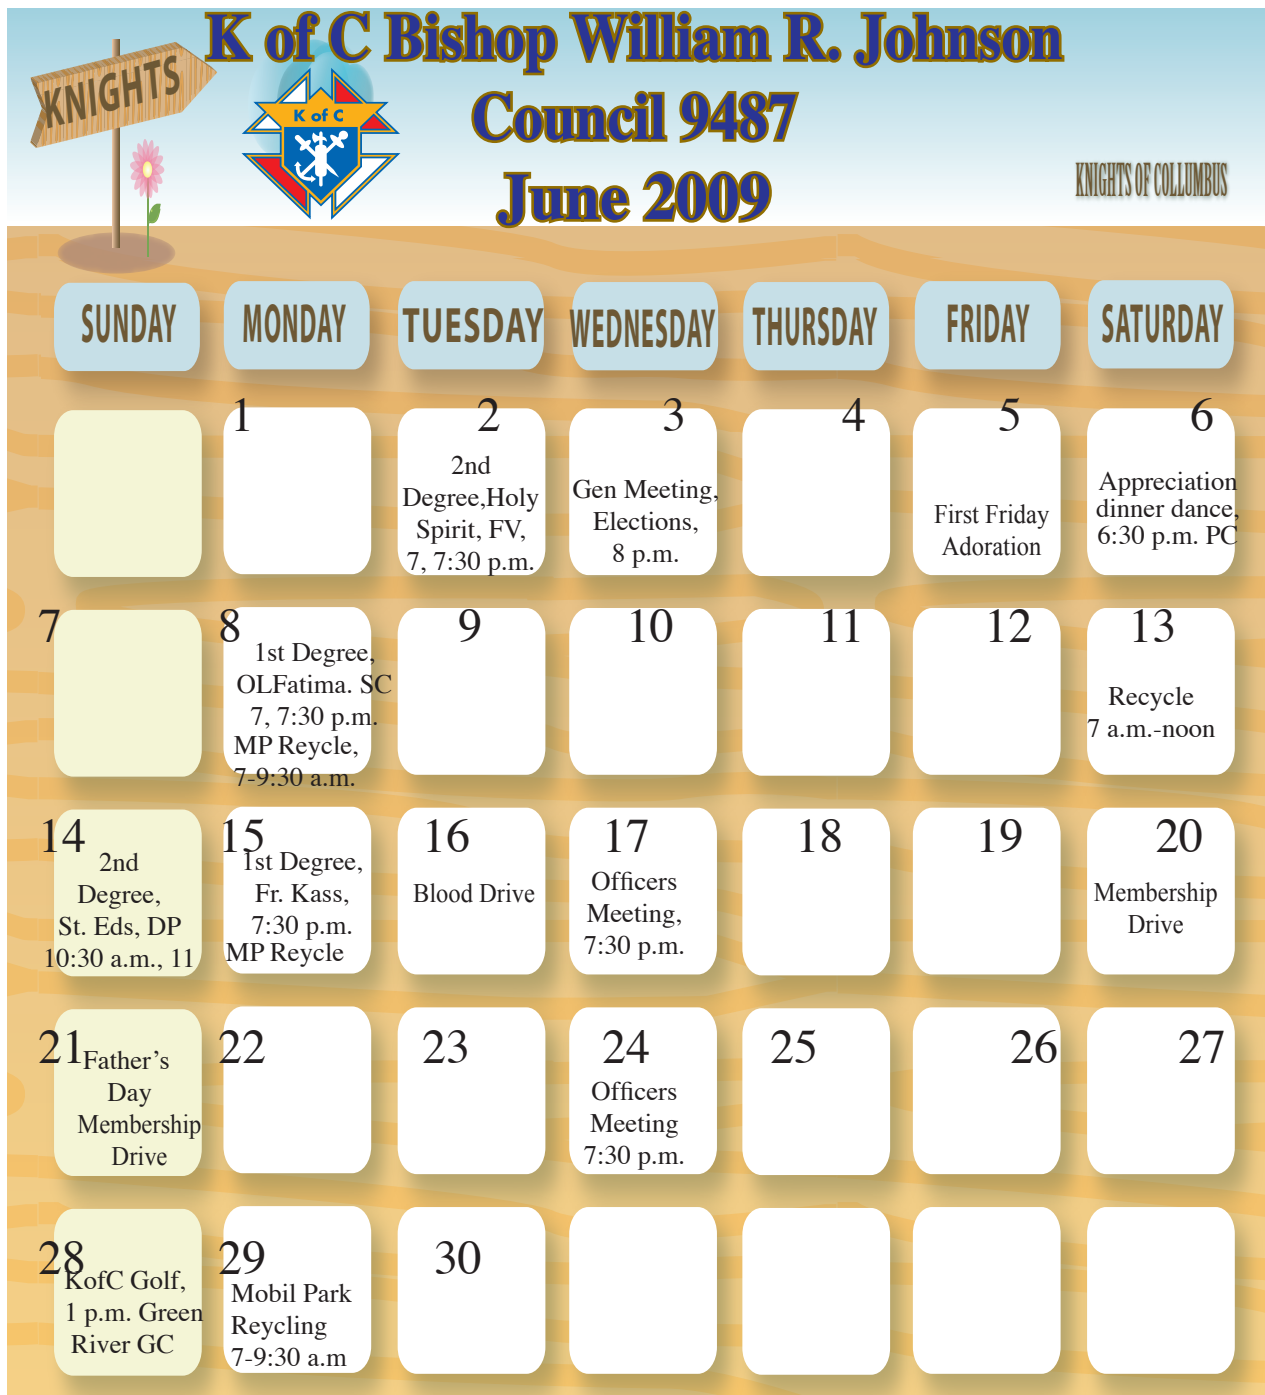 K of C Bishop William R. Johnson
Council 9487
June 2009
KNIGHTS
K of C
KNIGHTS OF COLLUMBUS
SUNDAY MONDAY TUESDAY WEDNESDAY THURSDAY FRIDAY SATURDAY
1
2
2nd
Degree,Holy
Spirit, FV,
7, 7:30 p.m.
3
Gen Meeting,
Elections,
8 p.m.
4
5
First Friday
Adoration
6
Appreciation
dinner dance,
6:30 p.m. PC
7
8
1st Degree,
OLFatima. SC
7, 7:30 p.m.
MP Reycle,
7-9:30 a.m.
9
10
11
12
13
Recycle
7 a.m.-noon
14
2nd
Degree,
St. Eds, DP
10:30 a.m., 11
15
1st Degree,
Fr. Kass,
7:30 p.m.
MP Reycle
16
Blood Drive
17
Officers
Meeting,
7:30 p.m.
18
19
20
Membership
Drive
21
Father’s
Day
Membership
Drive
22
23
24
Officers
Meeting
7:30 p.m.
25
26
27
28
KofC Golf,
1 p.m. Green
River GC
29
Mobil Park
Reycling
7-9:30 a.m
30